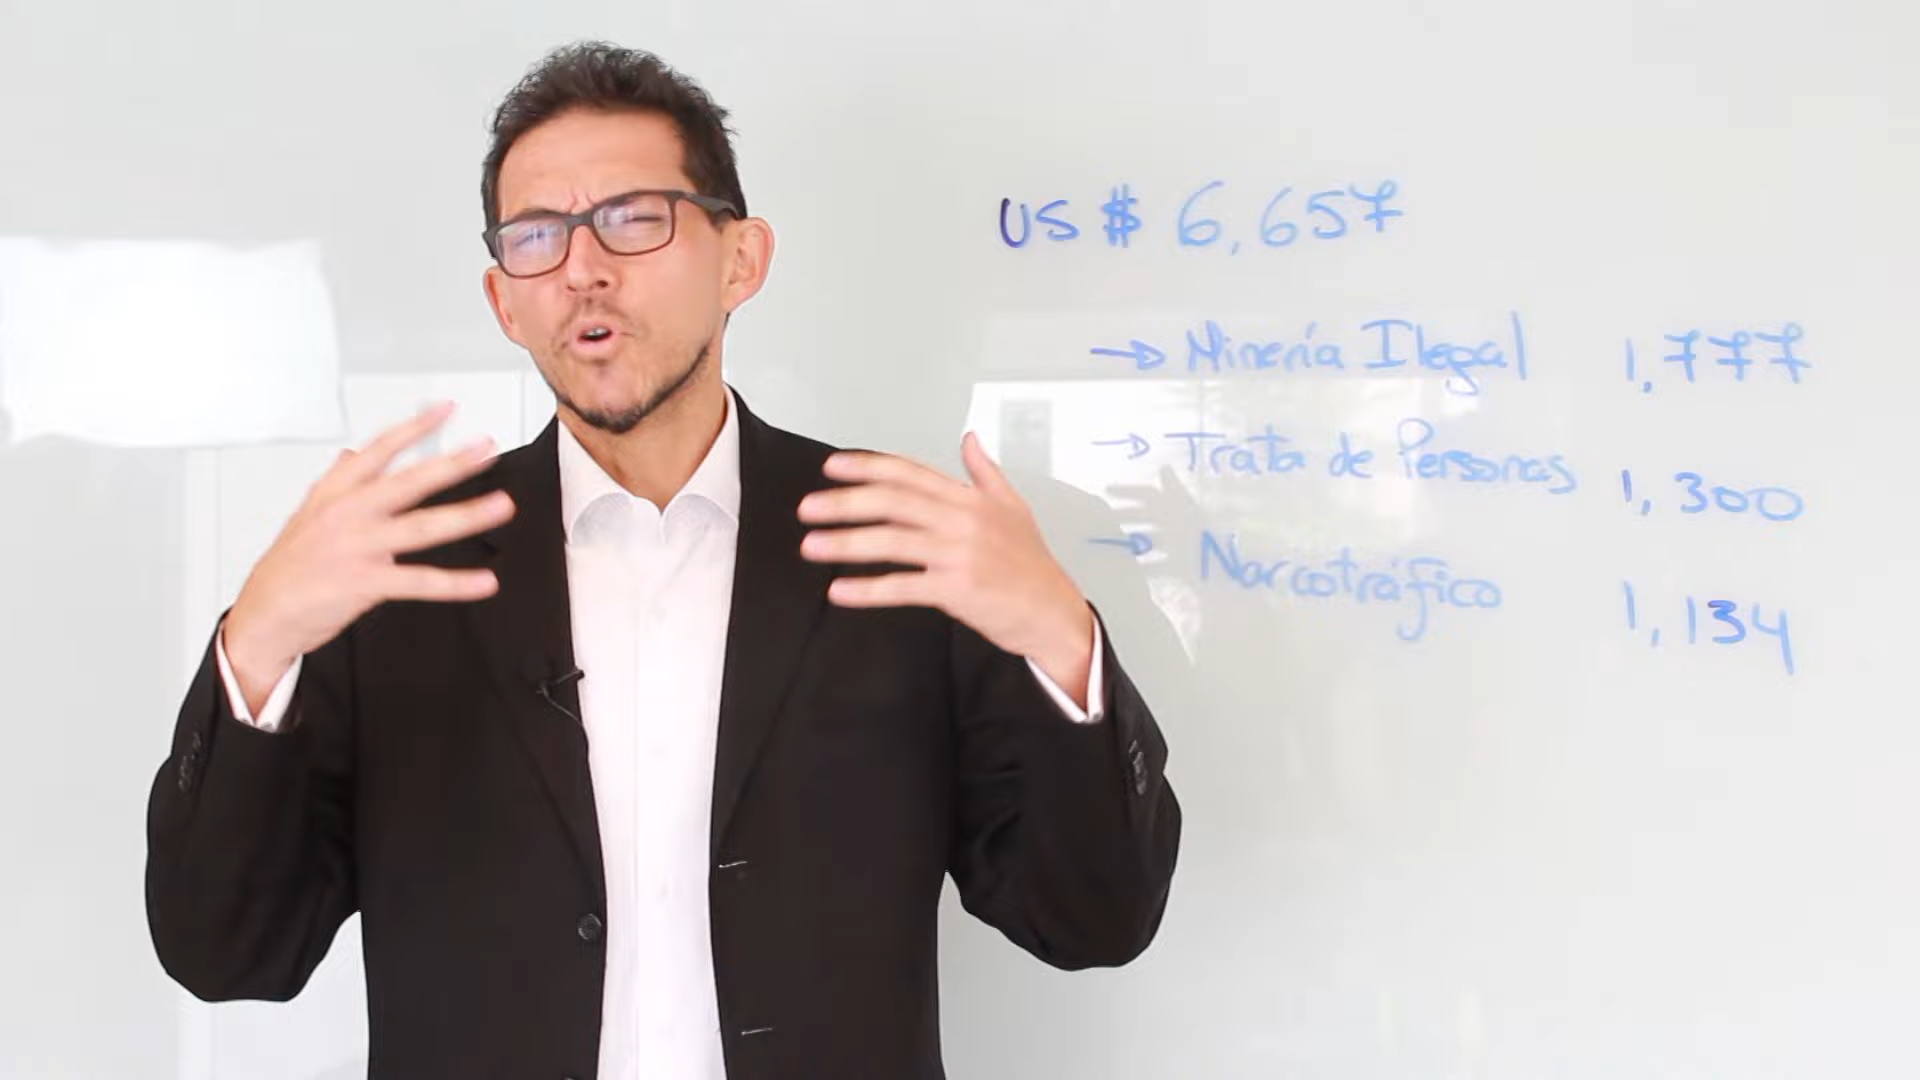 US $ 6,657
→ Minería Ilegal 1,777
→ Trata de Personas 1,300
→ Narcotráfico 1,134